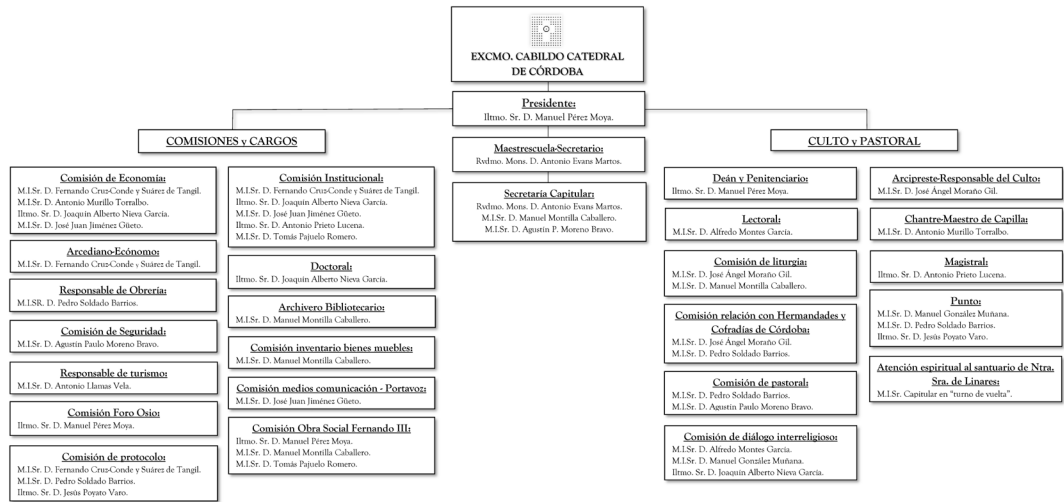 EXCMO. CABILDO CATEDRAL
DE CÓRDOBA
Presidente:
Iltmo. Sr. D. Manuel Pérez Moya.
Maestrescuela-Secretario:
Rvdmo. Mons. D. Antonio Evans Martos.
Secretaría Capitular:
Rvdmo. Mons. D. Antonio Evans Martos.
M.I.Sr. D. Manuel Montilla Caballero.
M.I.Sr. D. Agustín P. Moreno Bravo.
COMISIONES y CARGOS
Comisión de Economía:
M.I.Sr. D. Fernando Cruz-Conde y Suárez de Tangil.
M.I.Sr. D. Antonio Murillo Torralbo.
Iltmo. Sr. D. Joaquín Alberto Nieva García.
M.I.Sr. D. José Juan Jiménez Güeto.
Arcediano-Ecónomo:
M.I.Sr. D. Fernando Cruz-Conde y Suárez de Tangil.
Responsable de Obrería:
M.I.SR. D. Pedro Soldado Barrios.
Comisión de Seguridad:
M.I.Sr. D. Agustín Paulo Moreno Bravo.
Responsable de turismo:
M.I.Sr. D. Antonio Llamas Vela.
Comisión Foro Osio:
Iltmo. Sr. D. Manuel Pérez Moya.
Comisión de protocolo:
M.I.Sr. D. Fernando Cruz-Conde y Suárez de Tangil.
M.I.Sr. D. Pedro Soldado Barrios.
Iltmo. Sr. D. Jesús Poyato Varo.
Comisión Institucional:
M.I.Sr. D. Fernando Cruz-Conde y Suárez de Tangil.
Iltmo. Sr. D. Joaquín Alberto Nieva García.
M.I.Sr. D. José Juan Jiménez Güeto.
Iltmo. Sr. D. Antonio Prieto Lucena.
M.I.Sr. D. Tomás Pajuelo Romero.
Doctoral:
Iltmo. Sr. D. Joaquín Alberto Nieva García.
Archivero Bibliotecario:
M.I.Sr. D. Manuel Montilla Caballero.
Comisión inventario bienes muebles:
M.I.Sr. D. Manuel Montilla Caballero.
Comisión medios comunicación - Portavoz:
M.I.Sr. D. José Juan Jiménez Güeto.
Comisión Obra Social Fernando III:
Iltmo. Sr. D. Manuel Pérez Moya.
M.I.Sr. D. Manuel Montilla Caballero.
M.I.Sr. D. Tomás Pajuelo Romero.
CULTO y PASTORAL
Deán y Penitenciario:
Iltmo. Sr. D. Manuel Pérez Moya.
Lectoral:
M.I.Sr. D. Alfredo Montes García.
Comisión de liturgia:
M.I.Sr. D. José Ángel Moraño Gil.
M.I.Sr. D. Manuel Montilla Caballero.
Comisión relación con Hermandades y
Cofradías de Córdoba:
M.I.Sr. D. José Ángel Moraño Gil.
M.I.Sr. D. Pedro Soldado Barrios.
Comisión de pastoral:
M.I.Sr. D. Pedro Soldado Barrios.
M.I.Sr. D. Agustín Paulo Moreno Bravo.
Comisión de diálogo interreligioso:
M.I.Sr. D. Alfredo Montes García.
M.I.Sr. D. Manuel González Muñana.
Iltmo. Sr. D. Joaquín Alberto Nieva García.
Arcipreste-Responsable del Culto:
M.I.Sr. D. José Ángel Moraño Gil.
Chantre-Maestro de Capilla:
M.I.Sr. D. Antonio Murillo Torralbo.
Magistral:
Iltmo. Sr. D. Antonio Prieto Lucena.
Punto:
M.I.Sr. D. Manuel González Muñana.
M.I.Sr. D. Pedro Soldado Barrios.
Iltmo. Sr. D. Jesús Poyato Varo.
Atención espiritual al santuario de Ntra.
Sra. de Linares:
M.I.Sr. Capitular en "turno de vuelta".